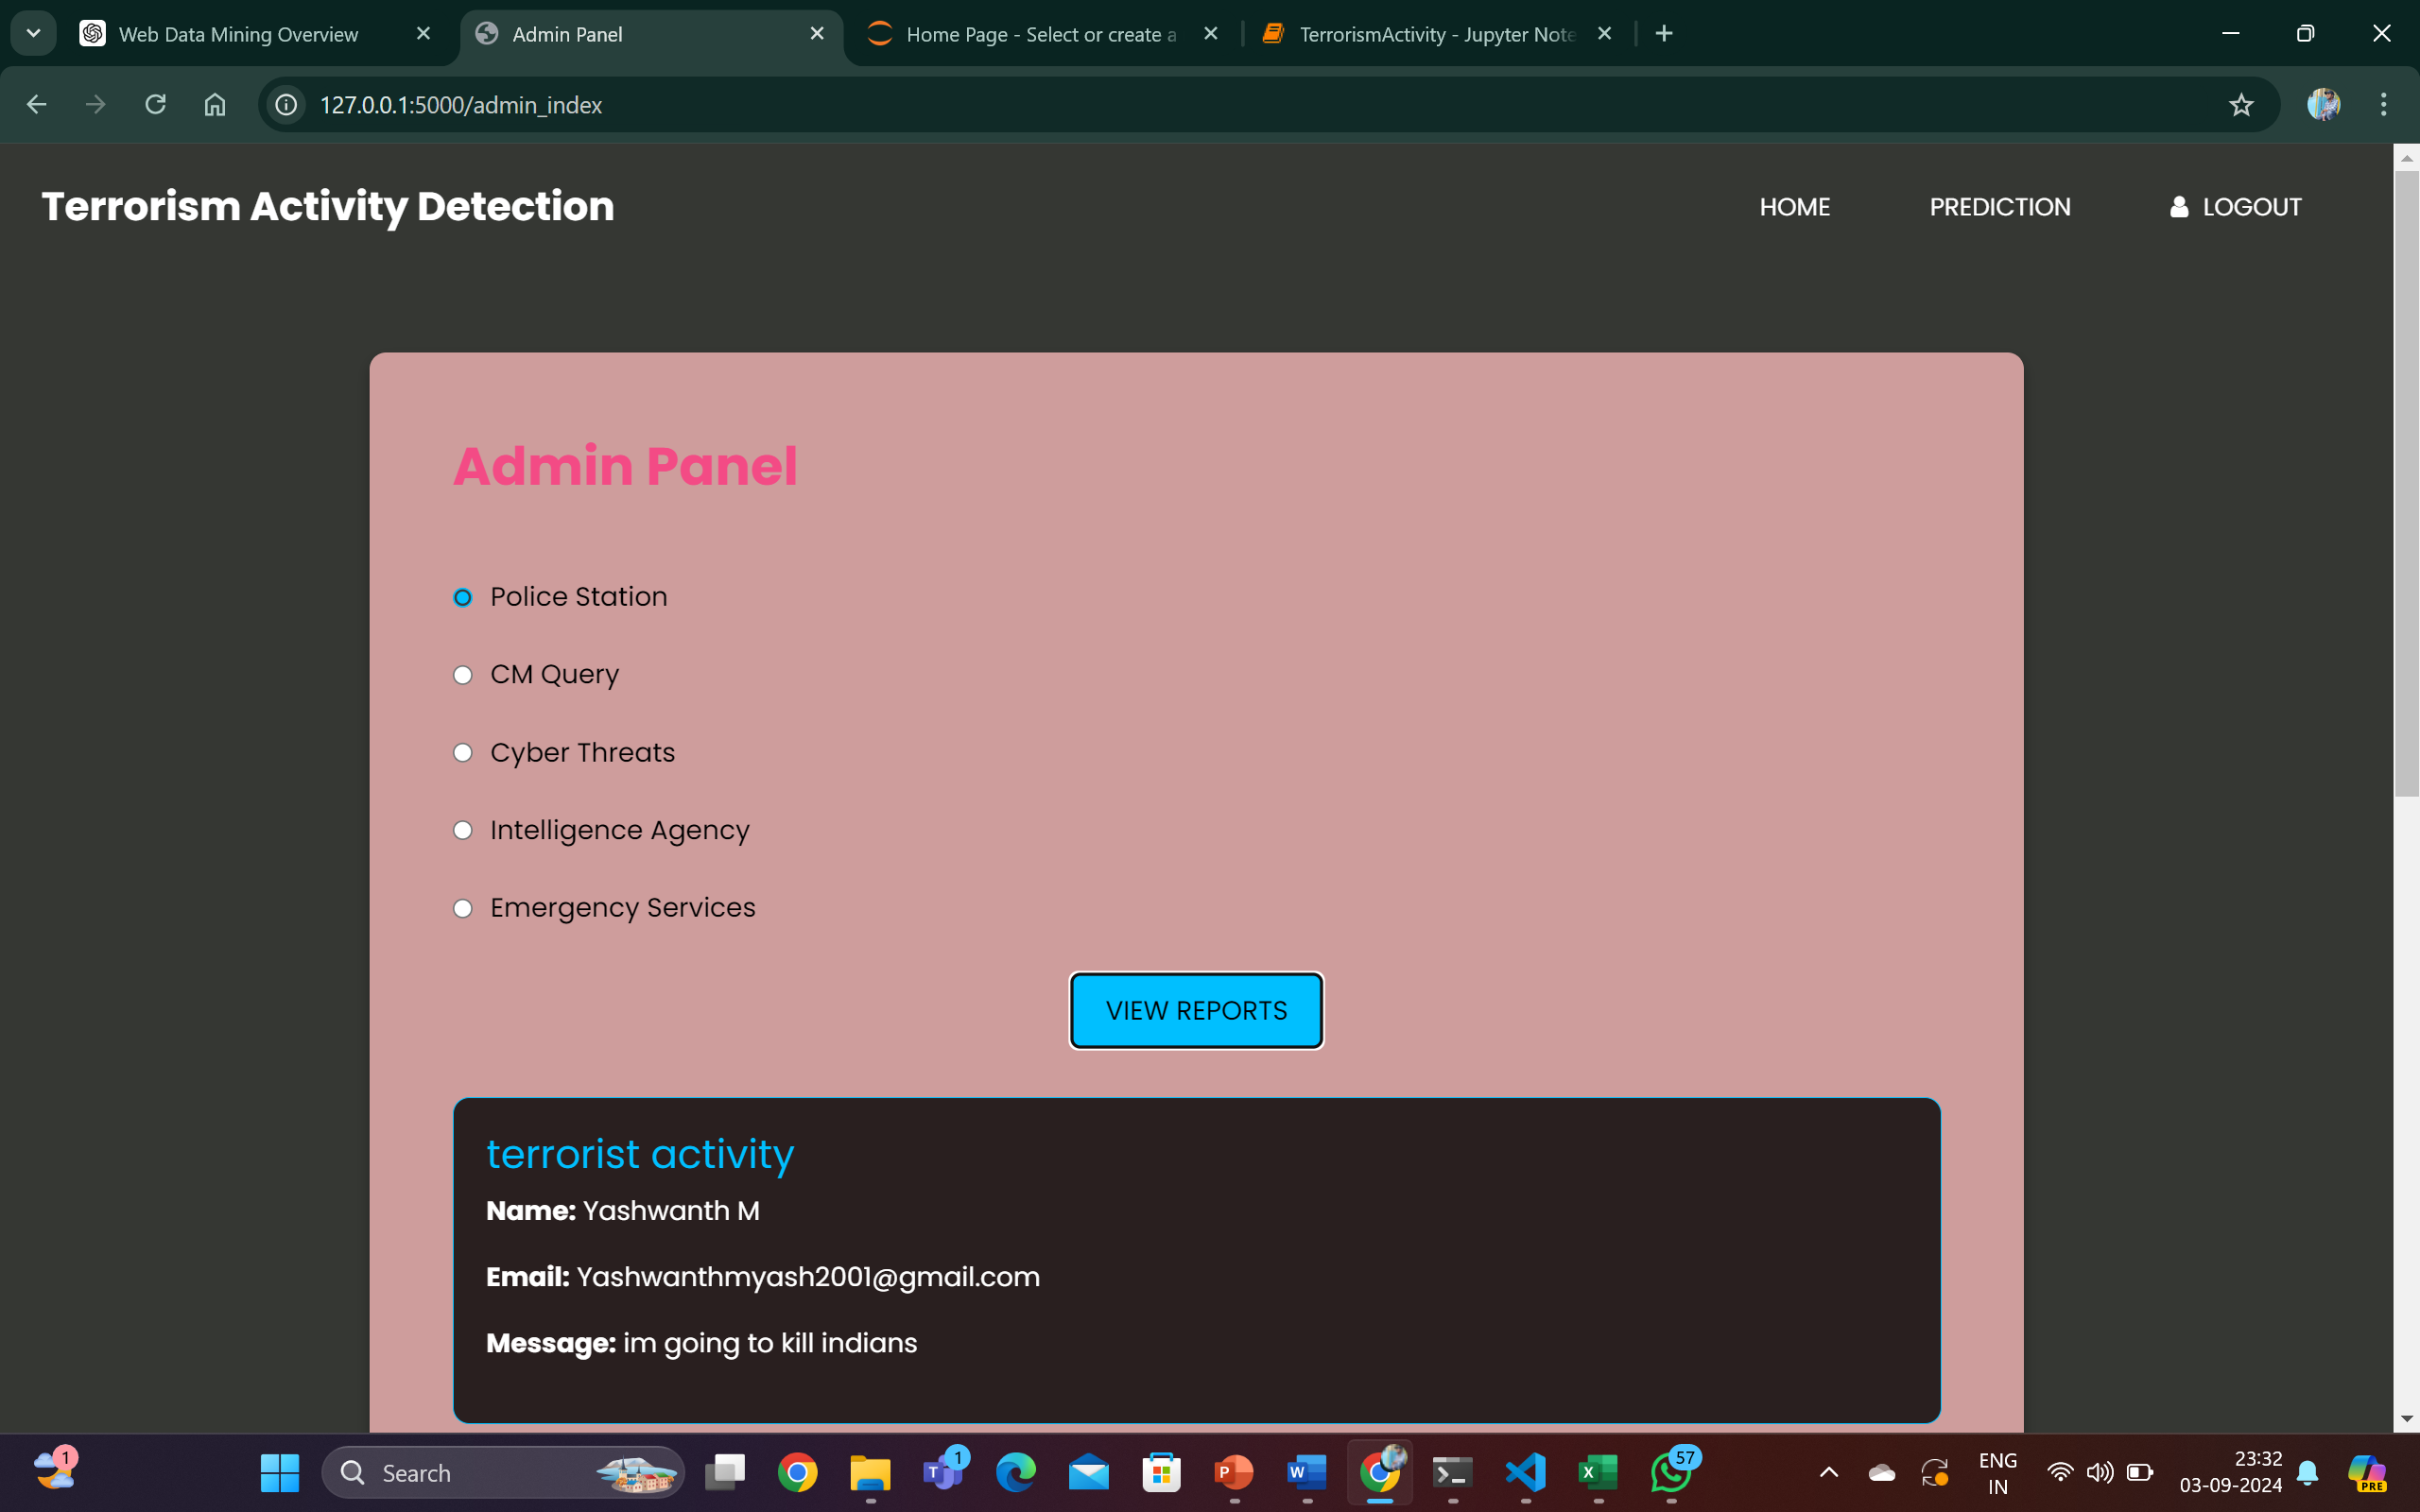 Web Data Mining Overview
Admin Panel
Home Page - Select or create a
TerrorismActivity - Jupyter Note
127.0.0.1:5000/admin_index
Terrorism Activity Detection
HOME
PREDICTION
LOGOUT
Admin Panel
Police Station
CM Query
Cyber Threats
Intelligence Agency
Emergency Services
VIEW REPORTS
terrorist activity
Name: Yashwanth M
Email: Yashwanthmyash2001@gmail.com
Message: im going to kill indians
1
Search
1
57
ENG
IN
23:32
03-09-2024
PRE